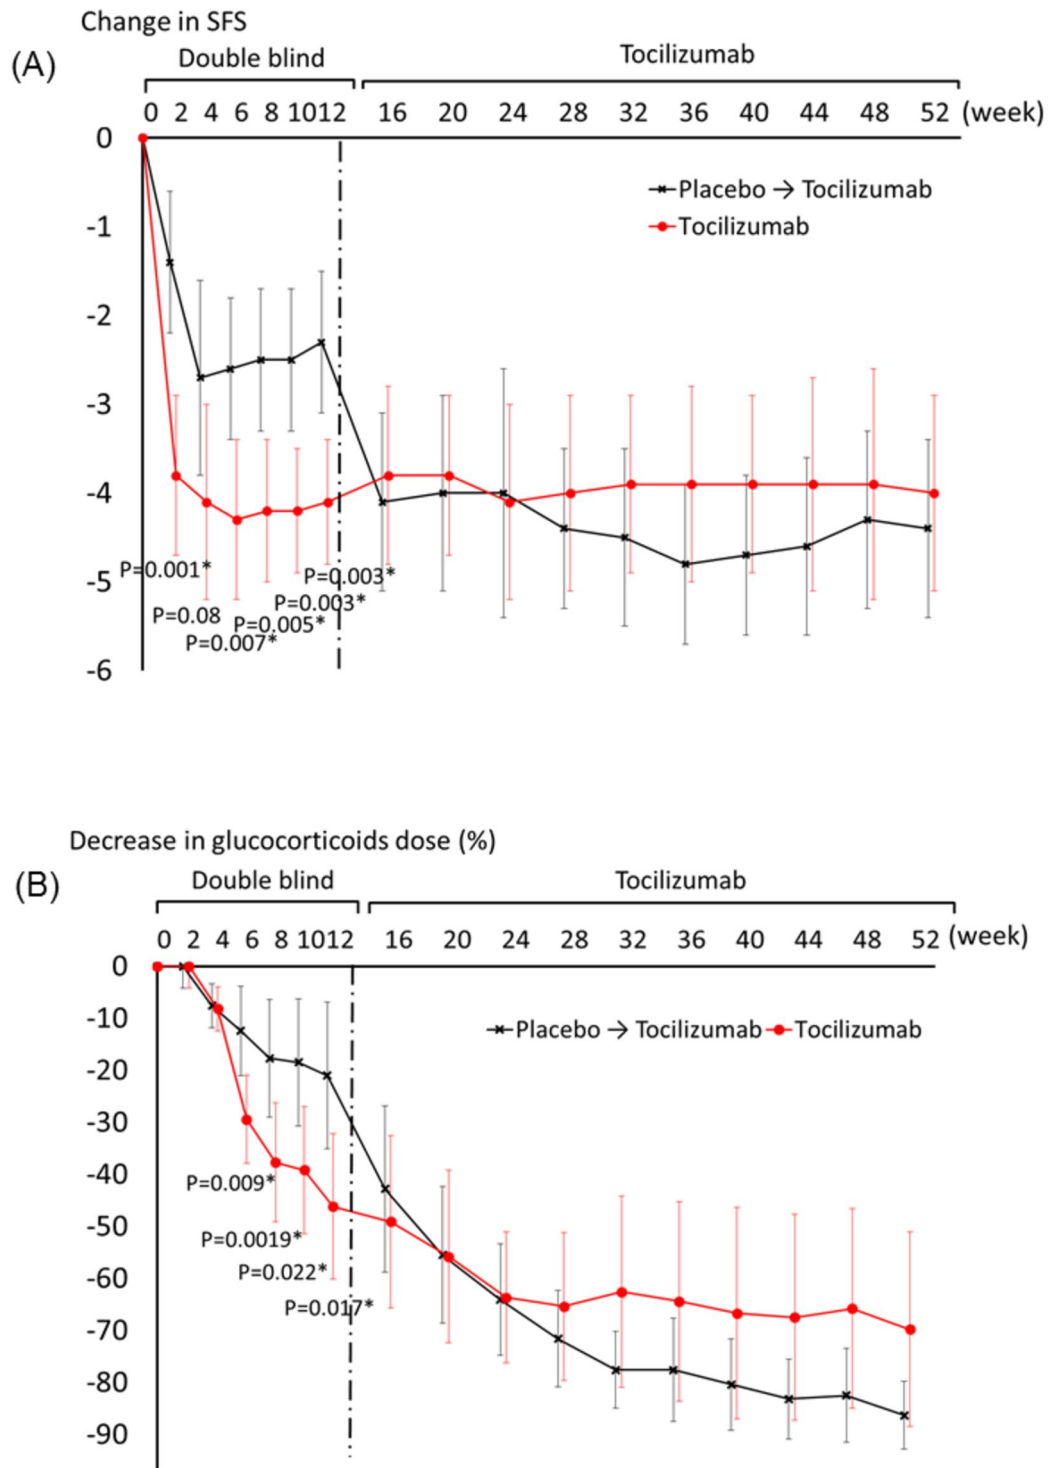 Change in SFS
(A)
Double blind
Tocilizumab
0 2 4 6 8 1012 16 20 24 28 32 36 40 44 48 52 (week)
0
-1
-2
-3
-4
-5
-6
Placebo → Tocilizumab
Tocilizumab
P=0.001*
P=0.003*
P=0.003*
P=0.08
P=0.005*
P=0.007*
Decrease in glucocorticoids dose (%)
(B)
Double blind
Tocilizumab
0 2 4 6 8 1012 16 20 24 28 32 36 40 44 48 52 (week)
0
-10
-20
-30
-40
-50
-60
-70
-80
-90
Placebo → Tocilizumab Tocilizumab
P=0.009*
P=0.0019*
P=0.022*
P=0.017*